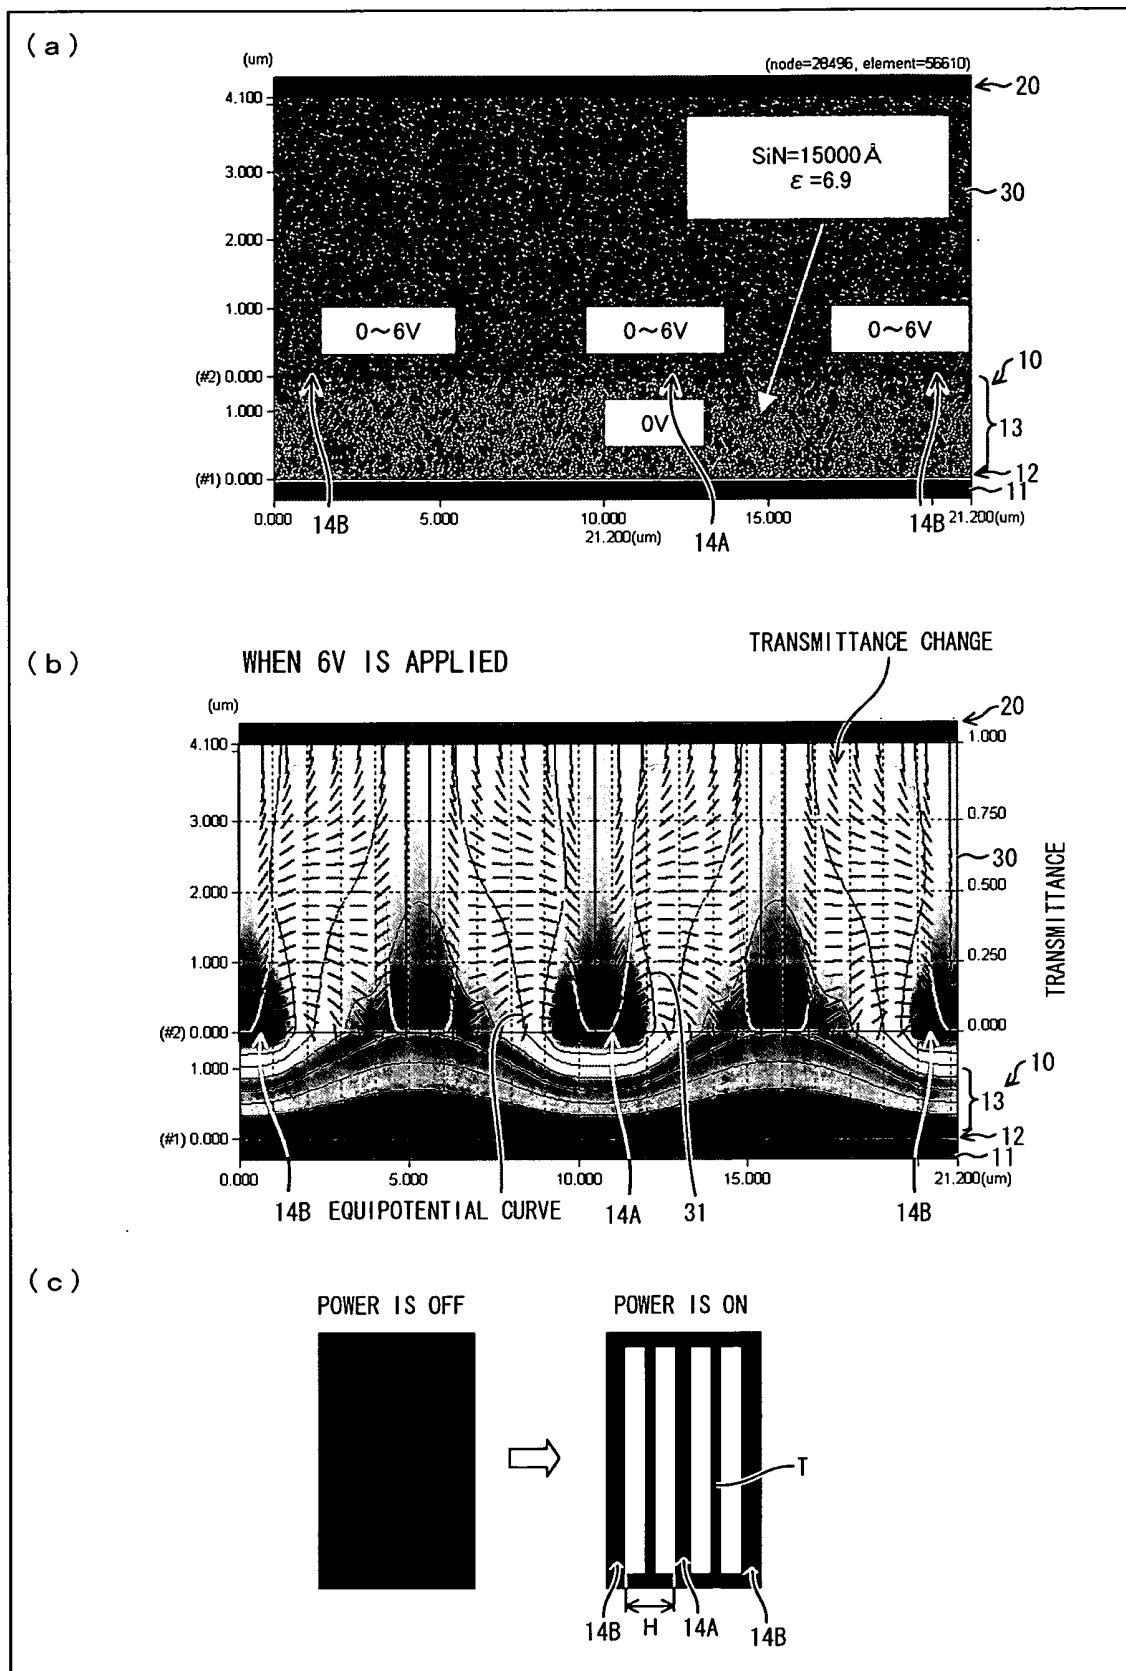 (a)
(um)
(node=28496, element=56610)
20
4.100
SiN=15000Å
ε=6.9
3.000
30
2.000
1.000
0~6V 0~6V 0~6V
(#2) 0.000
10
1.000
0V
13
(#1) 0.000
12
11
0.000 14B 5.000 10.000 14A 15.000 14B 21.200(um)
21.200(um)
(b)
WHEN 6V IS APPLIED
TRANSMITTANCE CHANGE
(um)
20
4.100 1.000
3.000 0.750
30
2.000 0.500
TRANSMITTANCE
1.000 0.250
(#2) 0.000 0.000
1.000
10
13
(#1) 0.000
12
11
0.000 5.000 10.000 15.000 21.200(um)
14B EQUIPOTENTIAL CURVE 14A 31 14B
(c)
POWER IS OFF POWER IS ON
T
14B H 14A 14B